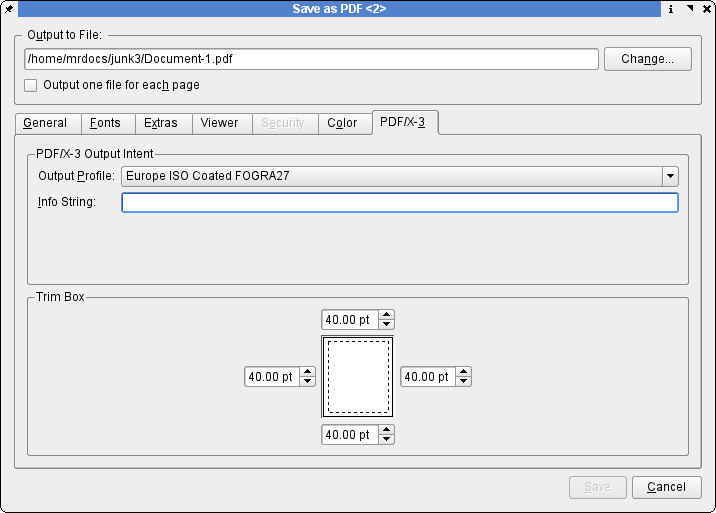 Save as PDF <2>
Output to File:
/home/mrdocs/junk3/Document-1.pdf
Change...
Output one file for each page
General Fonts Extras Viewer Security Color PDF/X-3
PDF/X-3 Output Intent
Output Profile: Europe ISO Coated FOGRA27
Info String:
Trim Box
40.00 pt
40.00 pt 40.00 pt
40.00 pt
Save Cancel